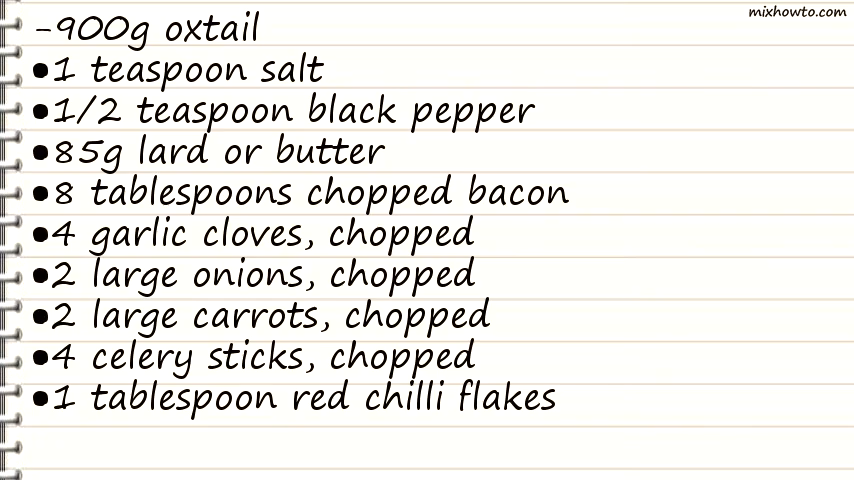 mixhowto.com
-900g oxtail
•1 teaspoon salt
•1/2 teaspoon black pepper
•85g lard or butter
•8 tablespoons chopped bacon
•4 garlic cloves, chopped
•2 large onions, chopped
•2 large carrots, chopped
•4 celery sticks, chopped
•1 tablespoon red chilli flakes